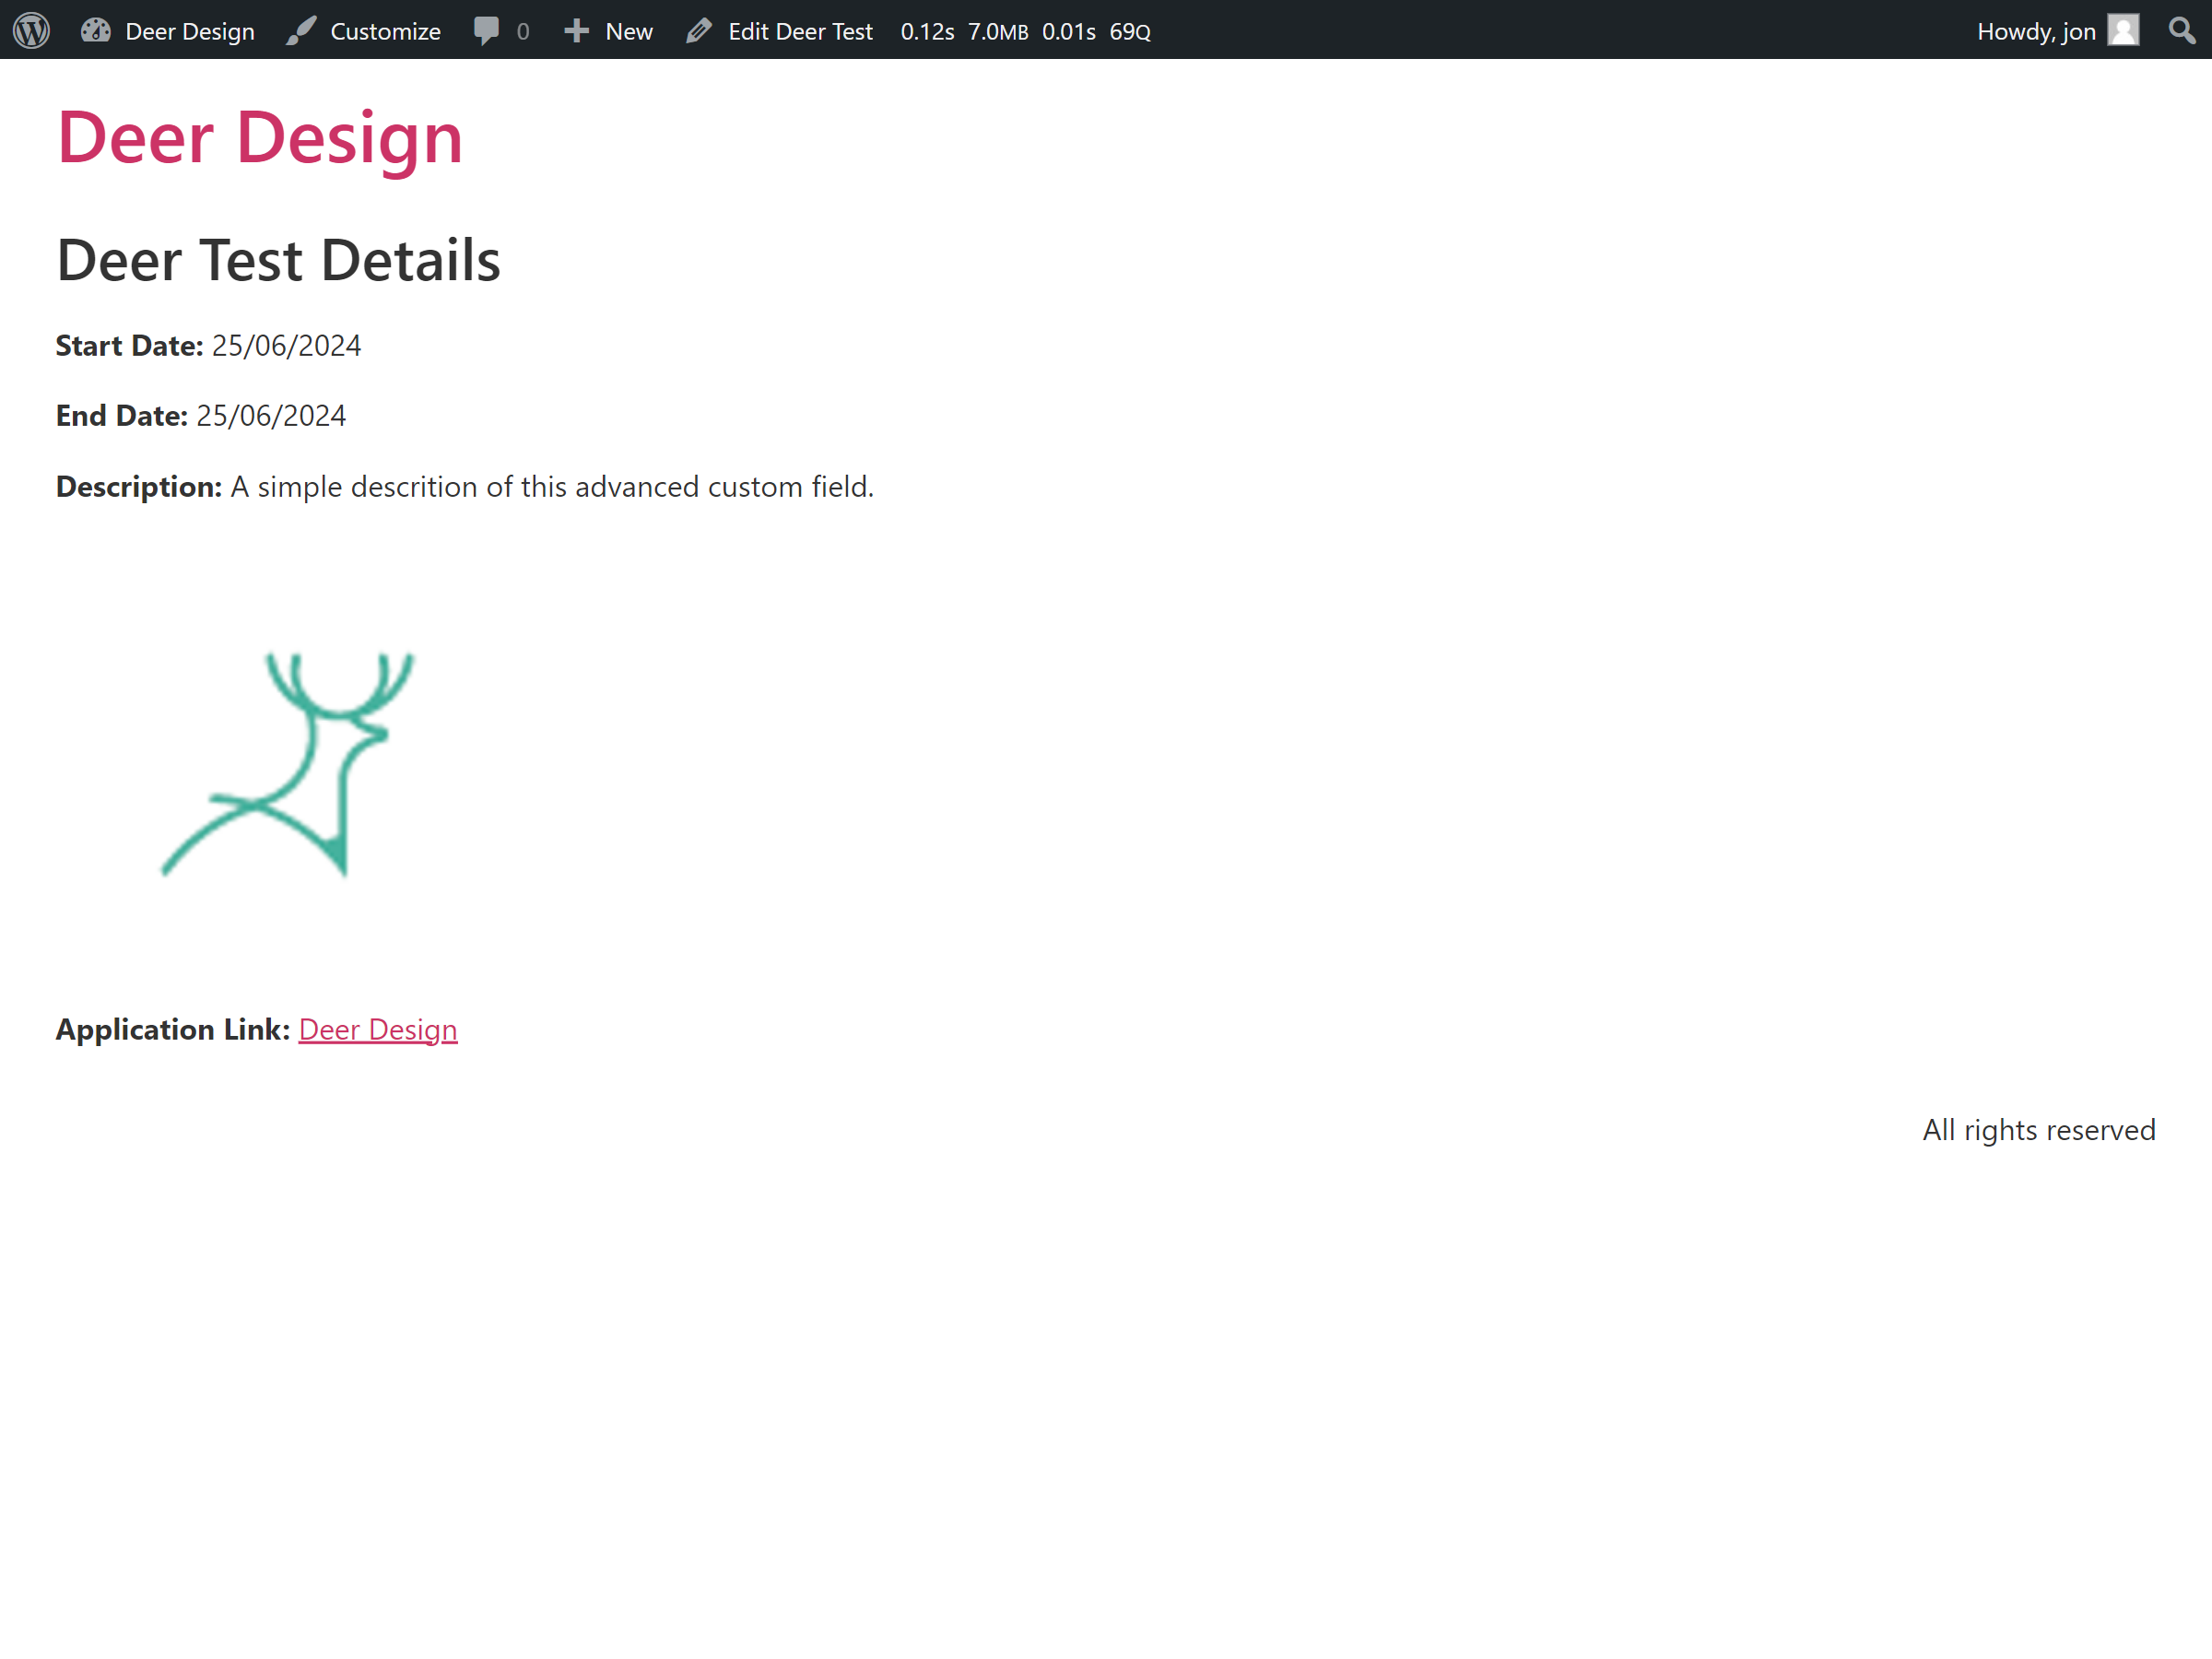 Deer Design Customize 0 New Edit Deer Test 0.12s 7.0MB 0.01s 69Q Howdy, jon
Deer Design
Deer Test Details
Start Date: 25/06/2024
End Date: 25/06/2024
Description: A simple descrition of this advanced custom field.
Application Link: Deer Design
All rights reserved